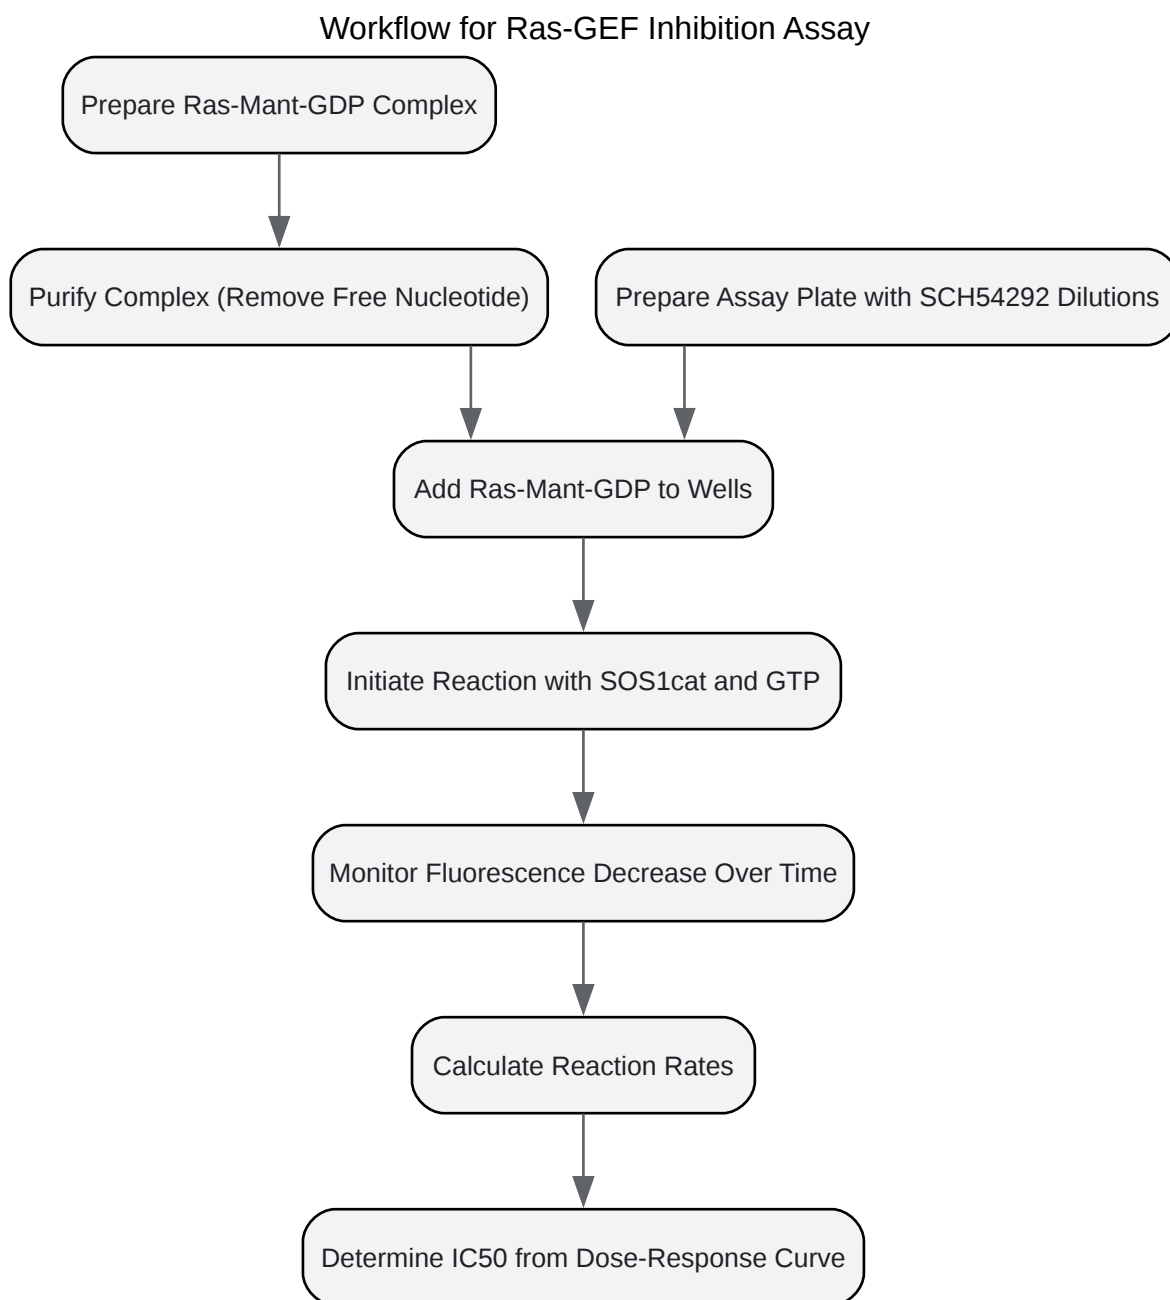 Workflow for Ras-GEF Inhibition Assay
Prepare Ras-Mant-GDP Complex
Purify Complex (Remove Free Nucleotide)
Prepare Assay Plate with SCH54292 Dilutions
Add Ras-Mant-GDP to Wells
Initiate Reaction with SOS1cat and GTP
Monitor Fluorescence Decrease Over Time
Calculate Reaction Rates
Determine IC50 from Dose-Response Curve